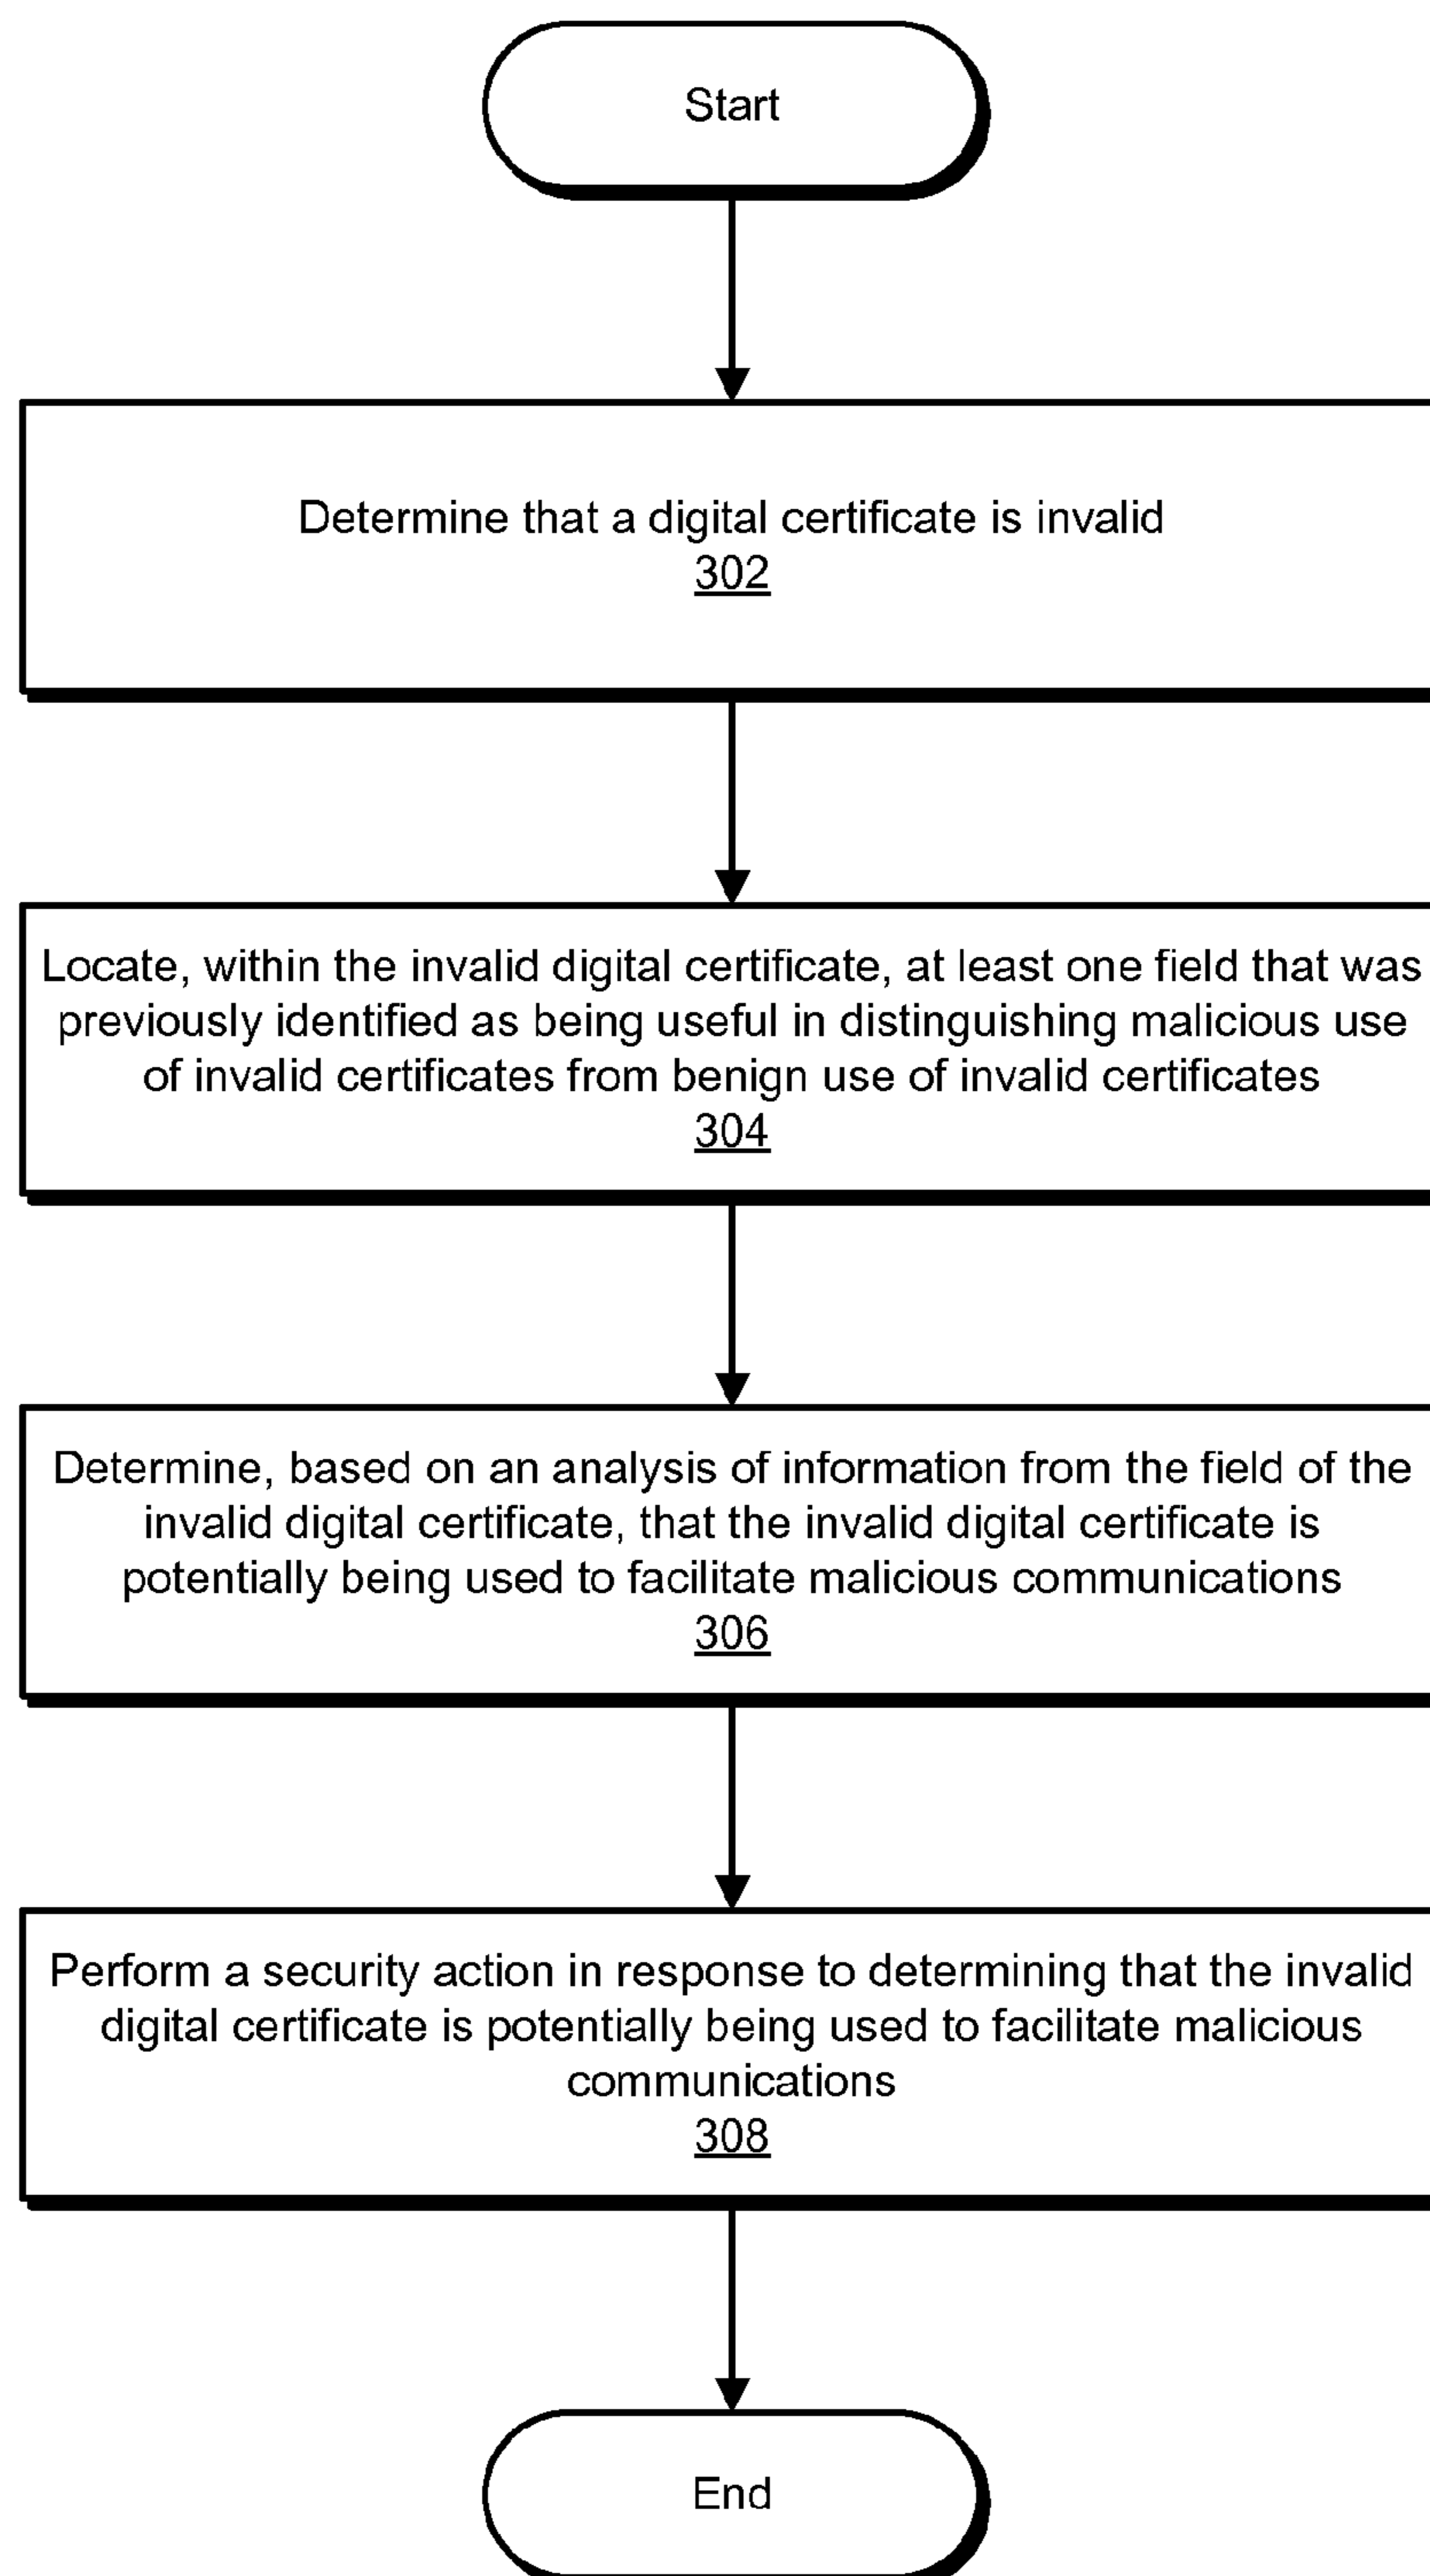 Start
Determine that a digital certificate is invalid
302
Locate, within the invalid digital certificate, at least one field that was
previously identified as being useful in distinguishing malicious use
of invalid certificates from benign use of invalid certificates
304
Determine, based on an analysis of information from the field of the
invalid digital certificate, that the invalid digital certificate is
potentially being used to facilitate malicious communications
306
Perform a security action in response to determining that the invalid
digital certificate is potentially being used to facilitate malicious
communications
308
End